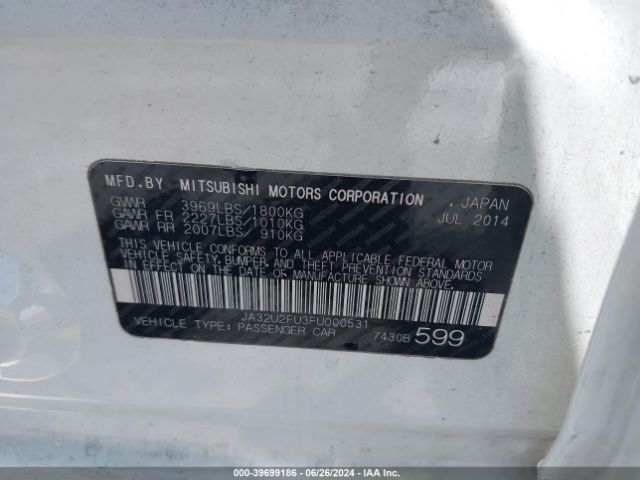 MFD.BY MITSUBISHI MOTORS CORPORATION , JAPAN
GVWR 3969LBS/1800KG JUL 2014
GAWR FR 2227LBS/1010KG
GAWR RR 2007LBS/ 910KG
THIS VEHICLE CONFORMS TO ALL APPLICABLE FEDERAL MOTOR
VEHICLE SAFETY,BUMPER AND THEFT PREVENTION STANDARDS
IN EFFECT ON THE DATE OF MANUFACTURE SHOWN ABOVE.
JA32U2FU3FU000531
VEHICLE TYPE: PASSENGER CAR 7430B 599
000-39699186 - 06/26/2024 - IAA, Inc.